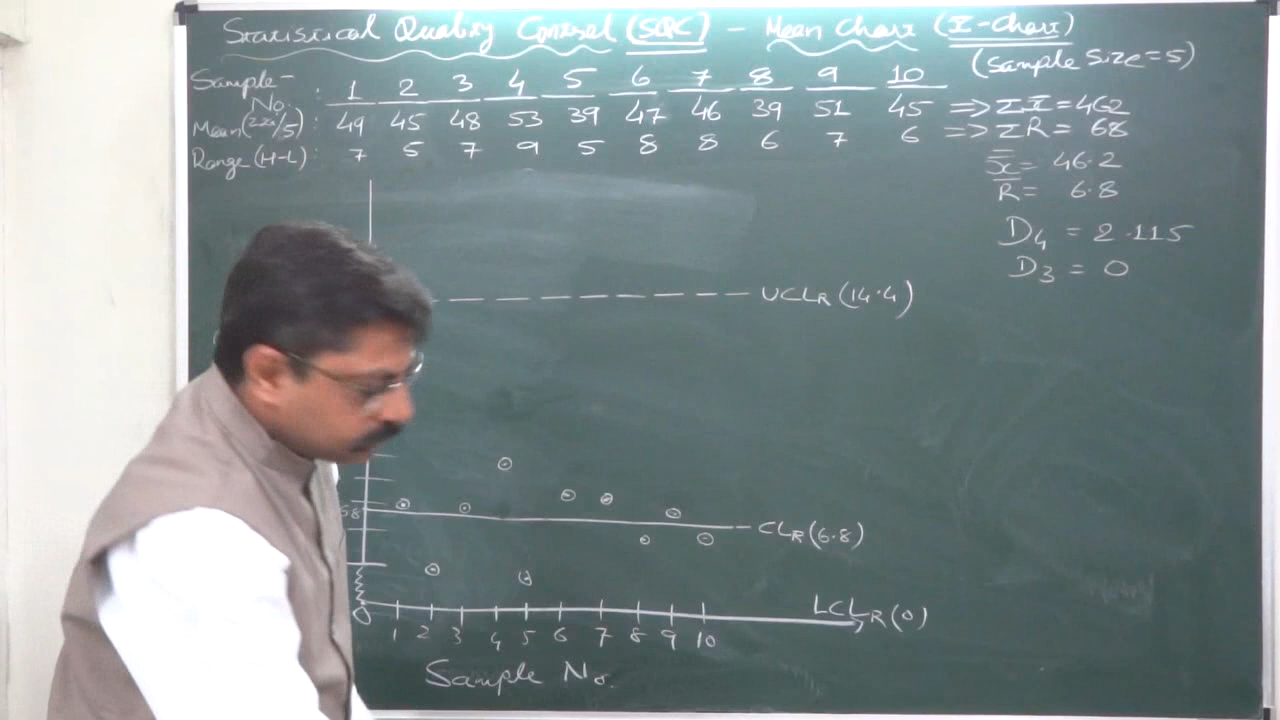 Statistical Quality Control (SQC) - Mean Chart (x̄-Chart)
(Sample Size=5)
Sample No. : 1 2 3 4 5 6 7 8 9 10
Mean (Σxi/5) : 49 45 48 53 39 47 46 39 51 45 => Σx̄ = 462
Range (H-L) : 7 5 7 9 5 8 8 6 7 6 => ΣR = 68
x̿ = 46.2
R̄ = 6.8
D4 = 2.115
D3 = 0
UCLR (14.4)
6.8
CLR (6.8)
LCLR (0)
0 1 2 3 4 5 6 7 8 9 10
Sample No.